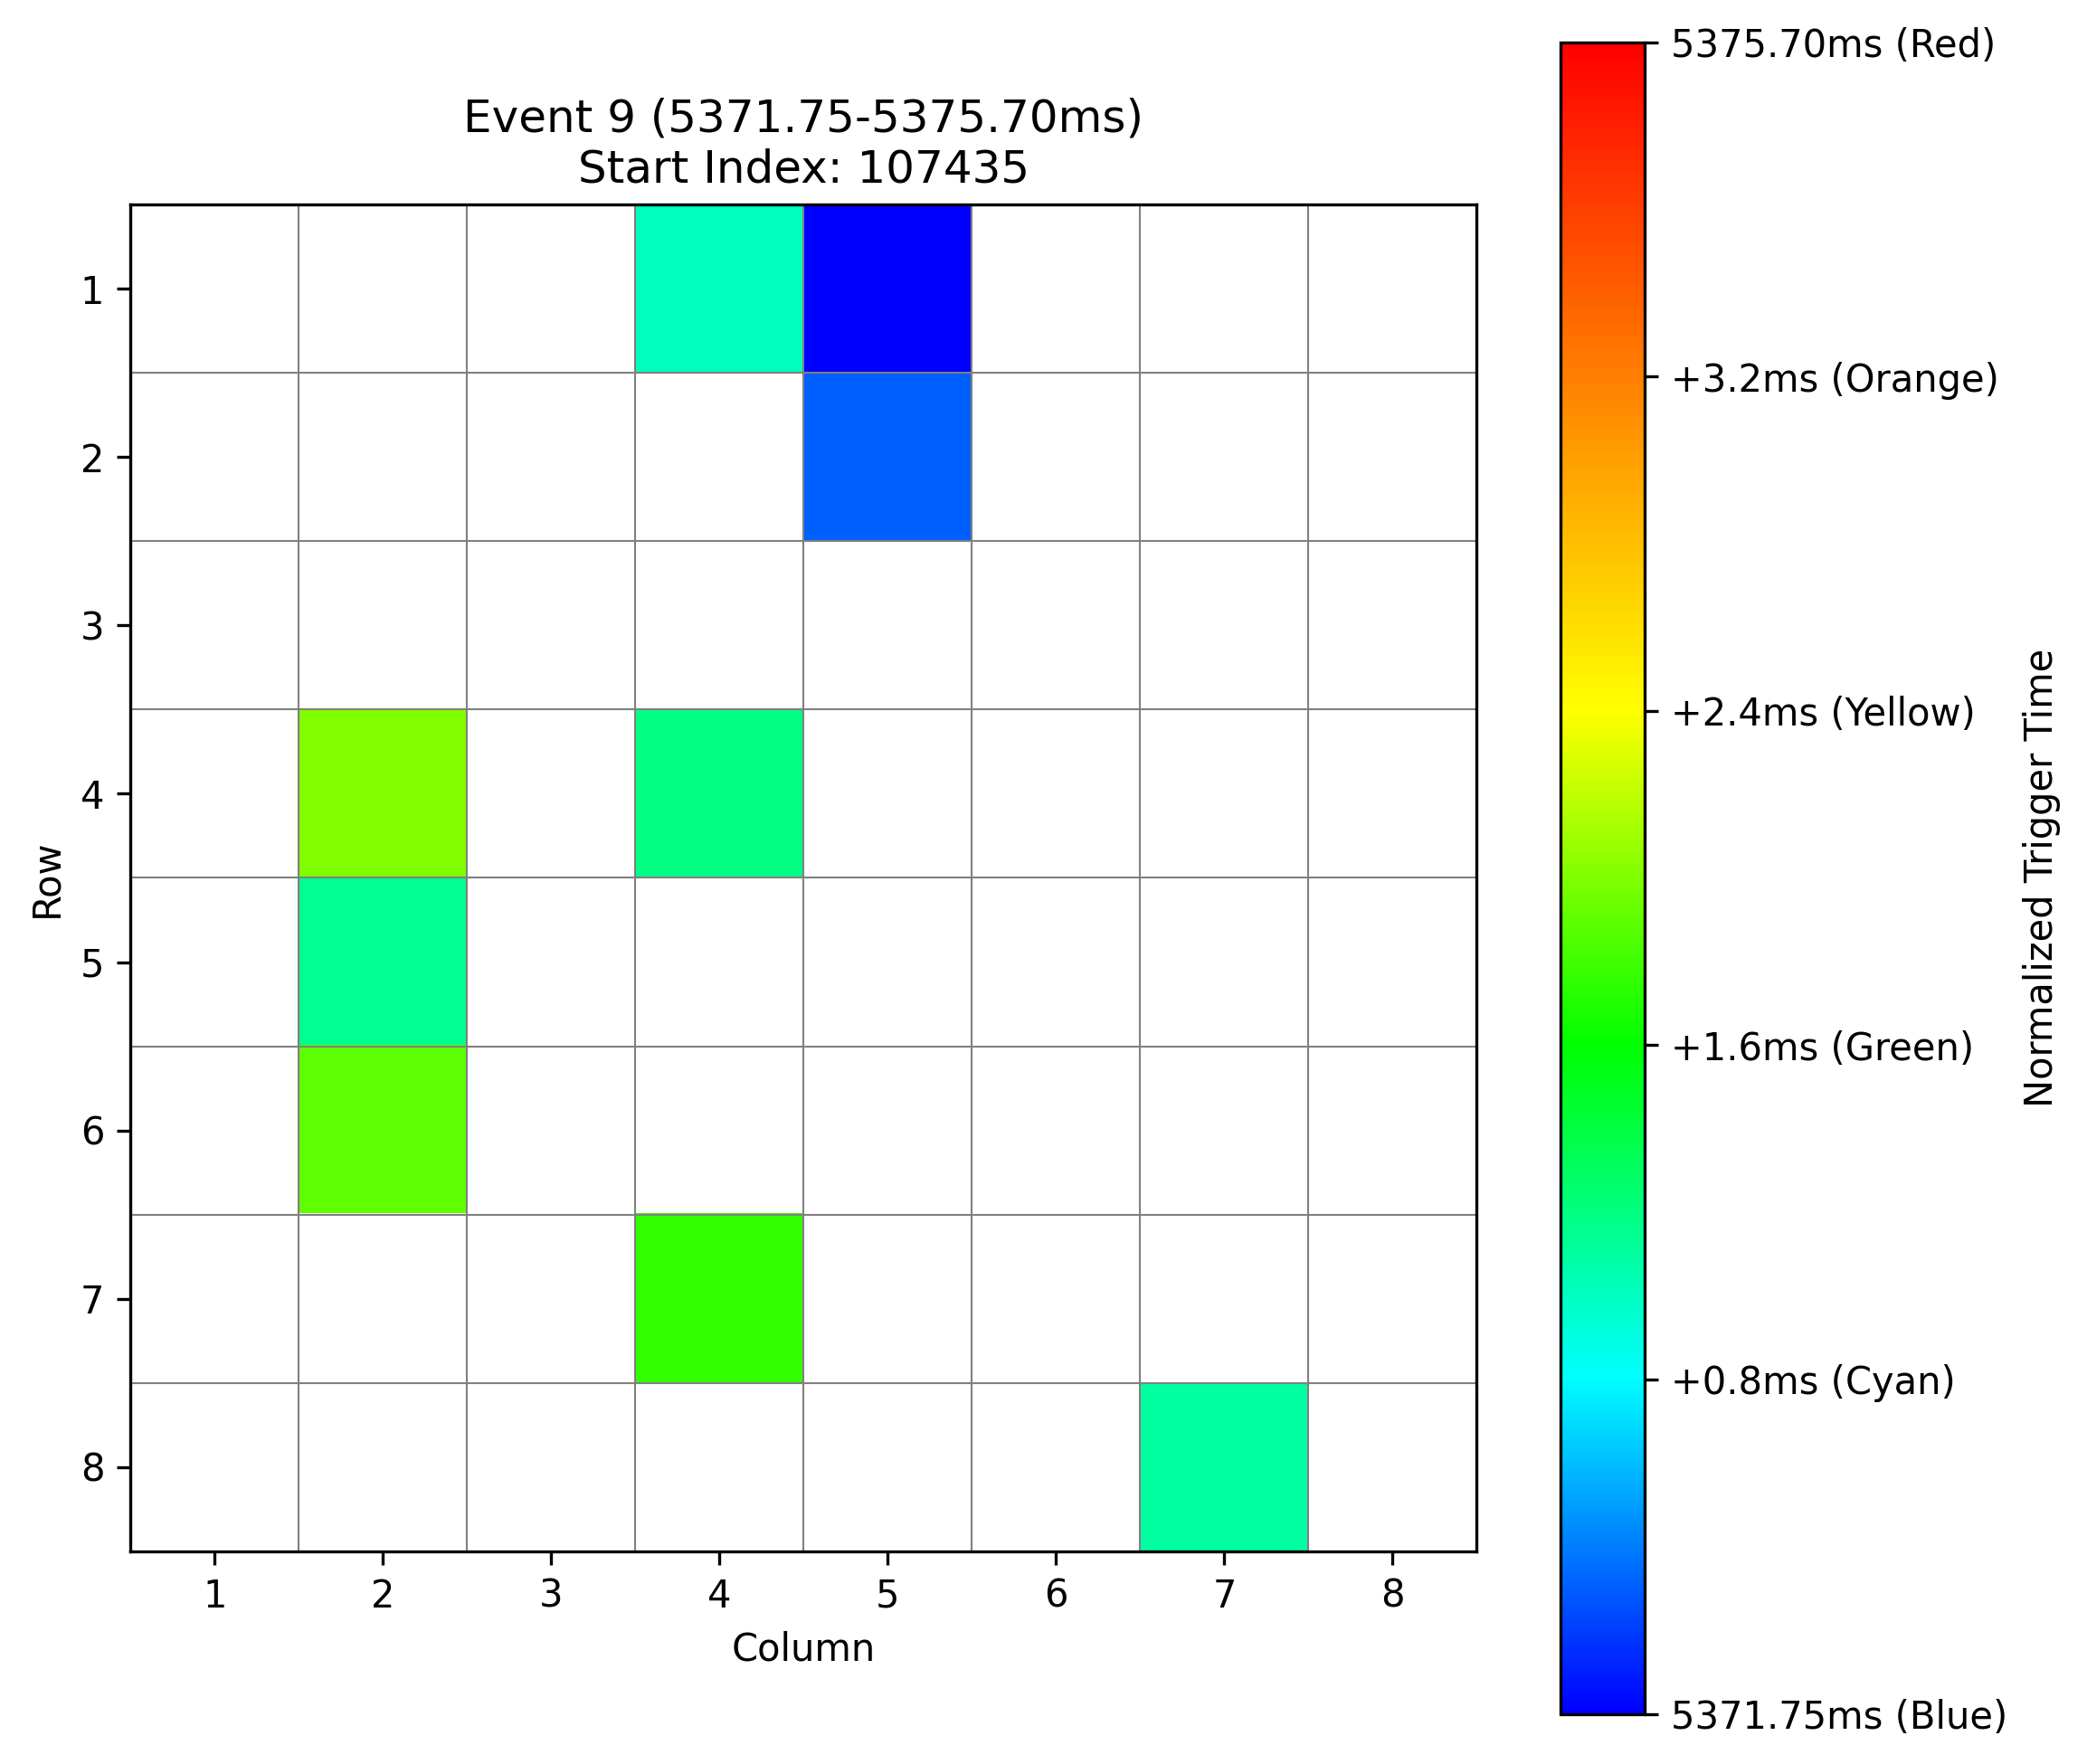 Event 9 (5371.75-5375.70ms)
Start Index: 107435
Row
1
2
3
4
5
6
7
8
1 2 3 4 5 6 7 8
Column
5375.70ms (Red)
+3.2ms (Orange)
+2.4ms (Yellow)
+1.6ms (Green)
+0.8ms (Cyan)
5371.75ms (Blue)
Normalized Trigger Time